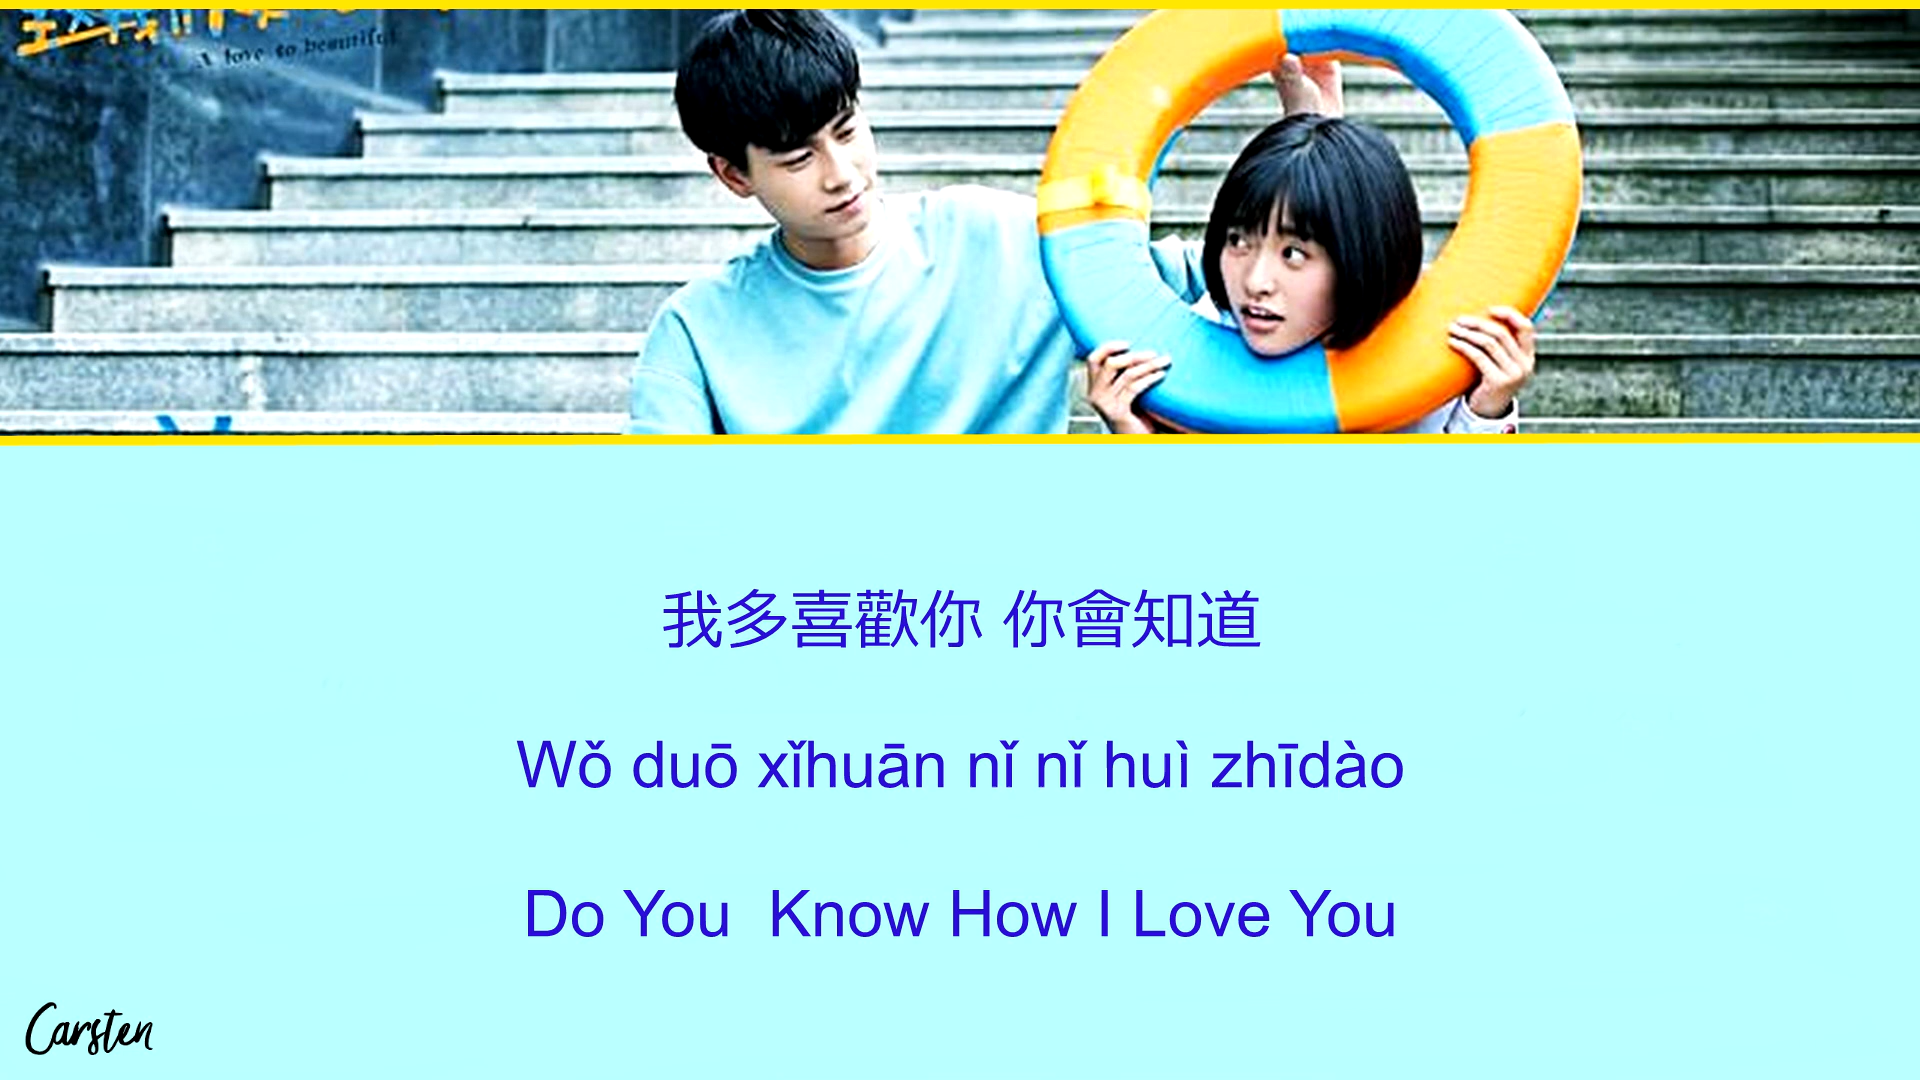 A love so beautiful
我多喜歡你 你會知道
Wǒ duō xǐhuān nǐ nǐ huì zhīdào
Do You  Know How I Love You
Carsten